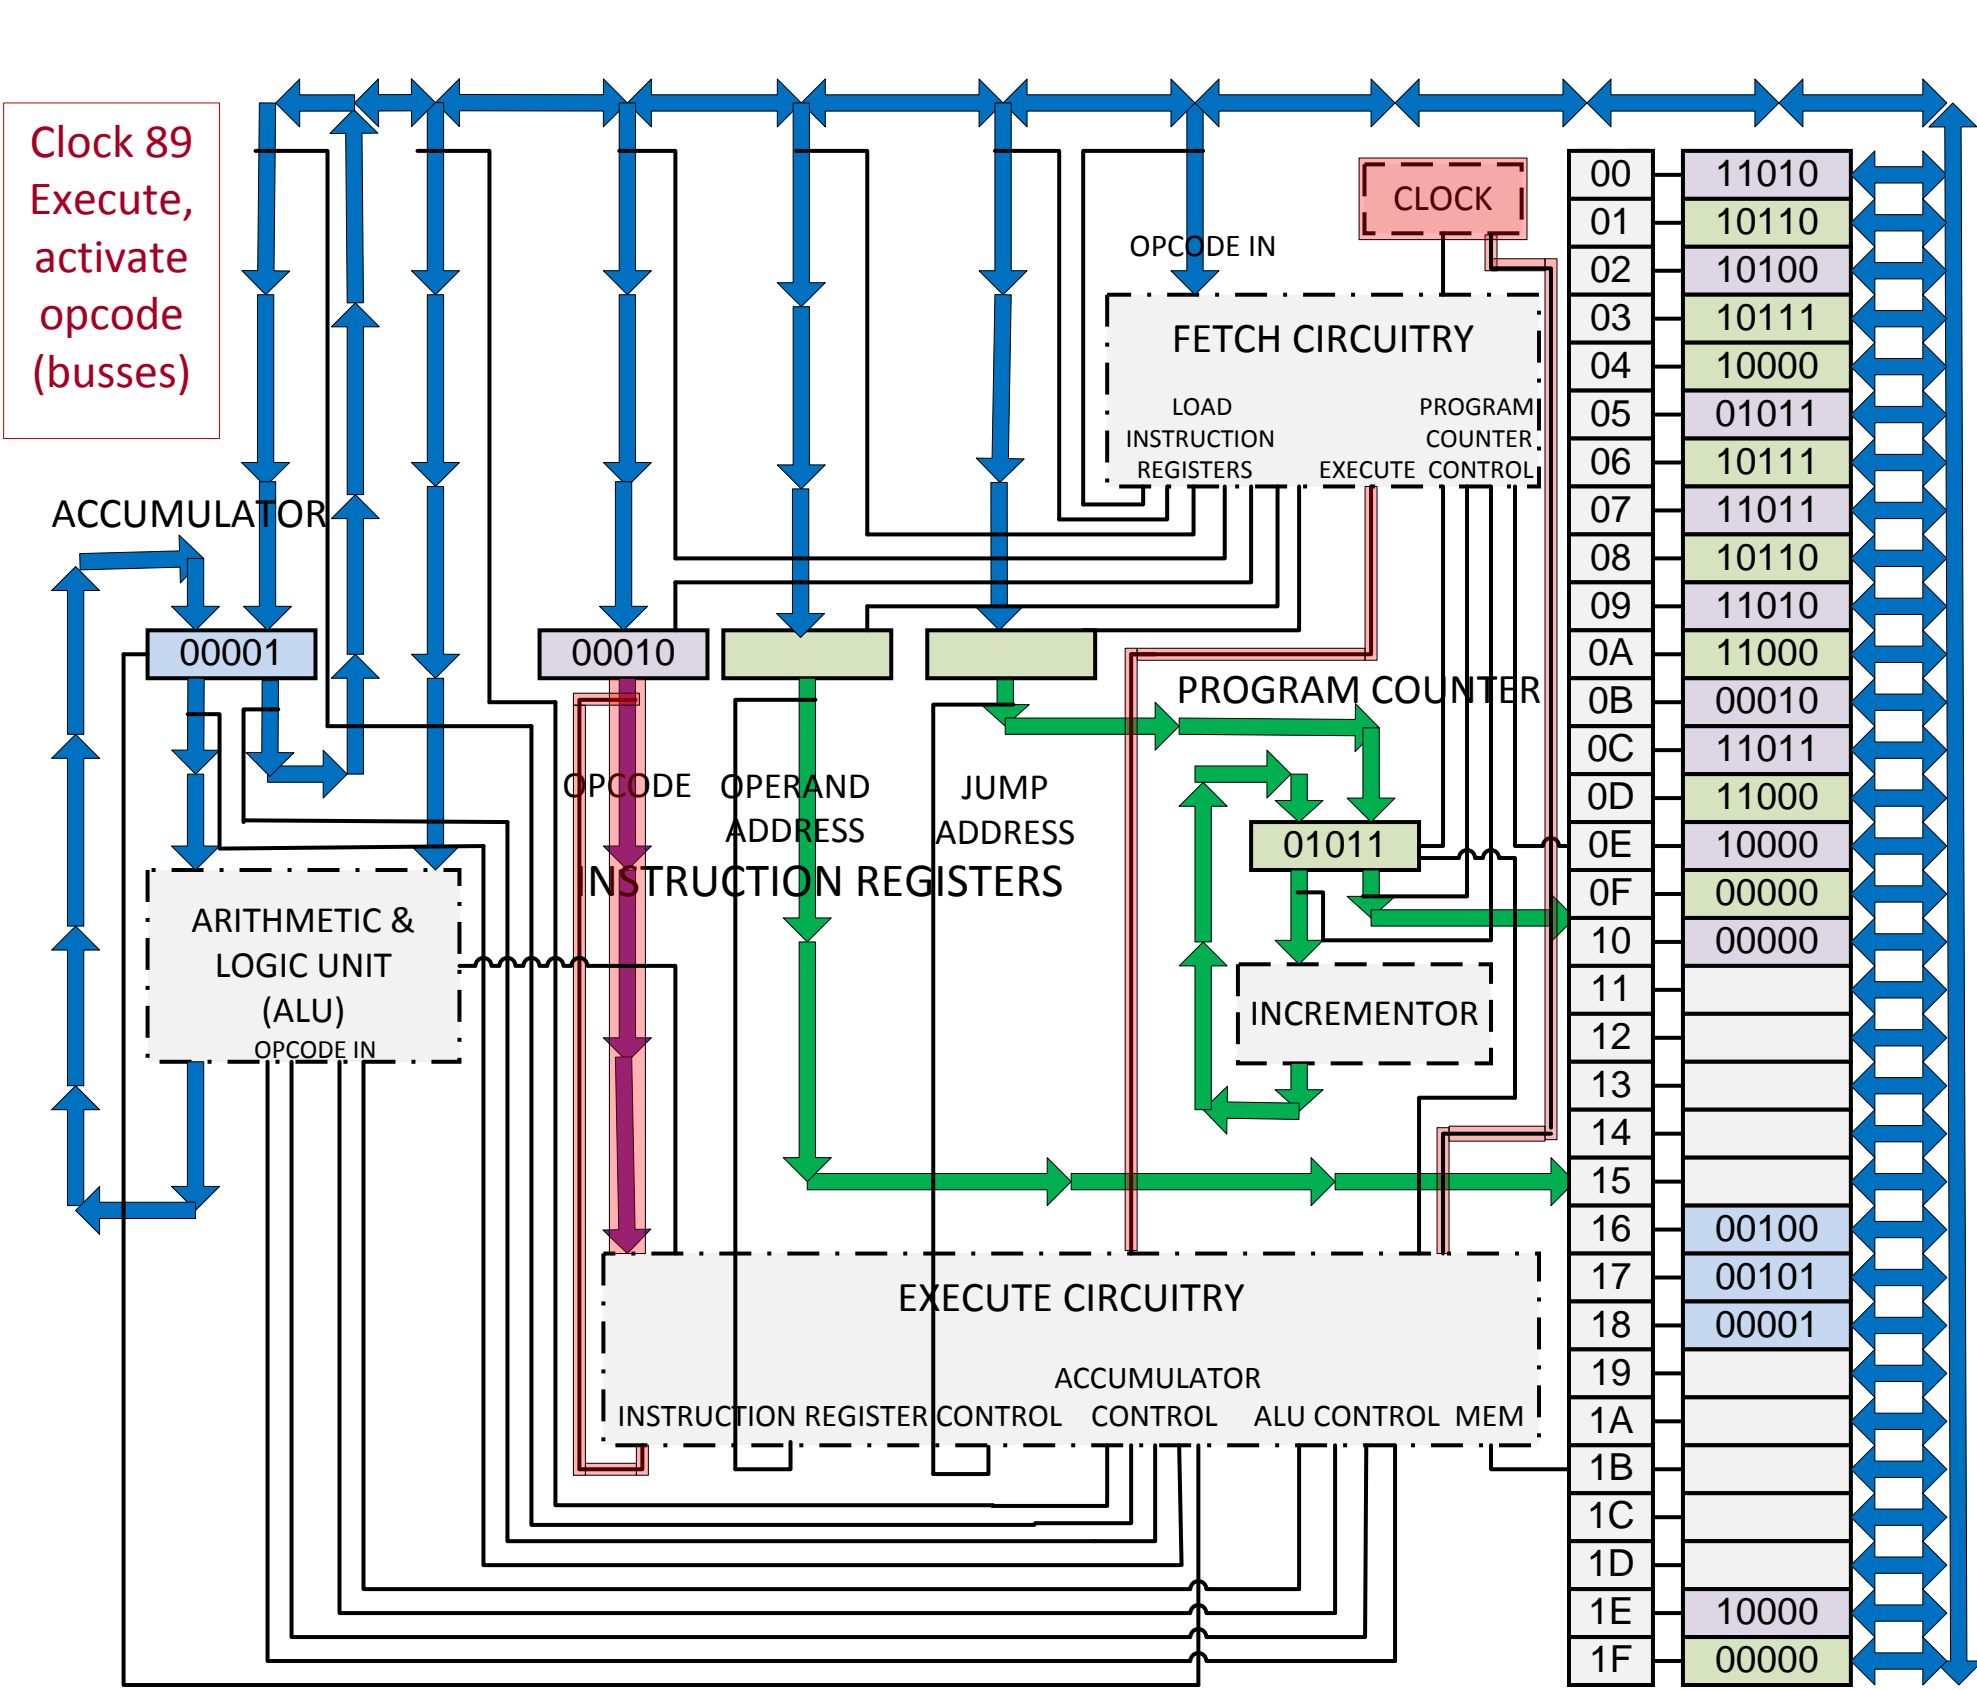 Clock 89
Execute,
activate
opcode
(busses)
CLOCK
OPCODE IN
FETCH CIRCUITRY
LOAD
INSTRUCTION
REGISTERS
EXECUTE
PROGRAM
COUNTER
CONTROL
ACCUMULATOR
00001
00010
PROGRAM COUNTER
OPCODE
OPERAND
ADDRESS
JUMP
ADDRESS
INSTRUCTION REGISTERS
01011
ARITHMETIC &
LOGIC UNIT
(ALU)
OPCODE IN
INCREMENTOR
EXECUTE CIRCUITRY
INSTRUCTION REGISTER CONTROL
ACCUMULATOR
CONTROL
ALU CONTROL
MEM
00 11010
01 10110
02 10100
03 10111
04 10000
05 01011
06 10111
07 11011
08 10110
09 11010
0A 11000
0B 00010
0C 11011
0D 11000
0E 10000
0F 00000
10 00000
11
12
13
14
15
16 00100
17 00101
18 00001
19
1A
1B
1C
1D
1E 10000
1F 00000